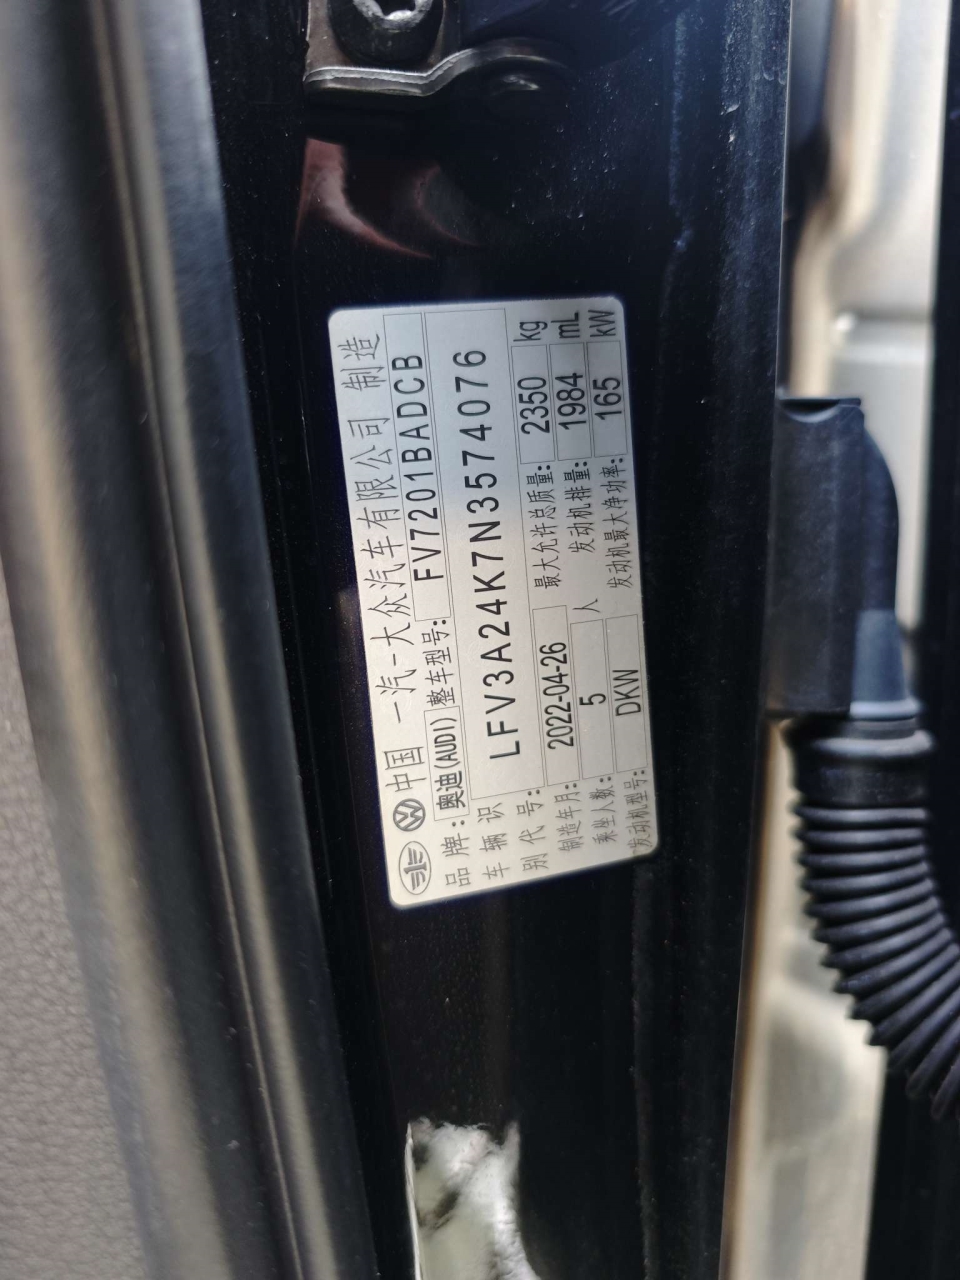 中国 一汽-大众汽车有限公司 制造
品牌: 奥迪(AUDI) 整车型号: FV7201BADCB
车辆识别代号: LFV3A24K7N3574076
制造年月: 2022-04-26 最大允许总质量: 2350 kg
乘坐人数: 5 人 发动机排量: 1984 mL
发动机型号: DKW 发动机最大净功率: 165 kW